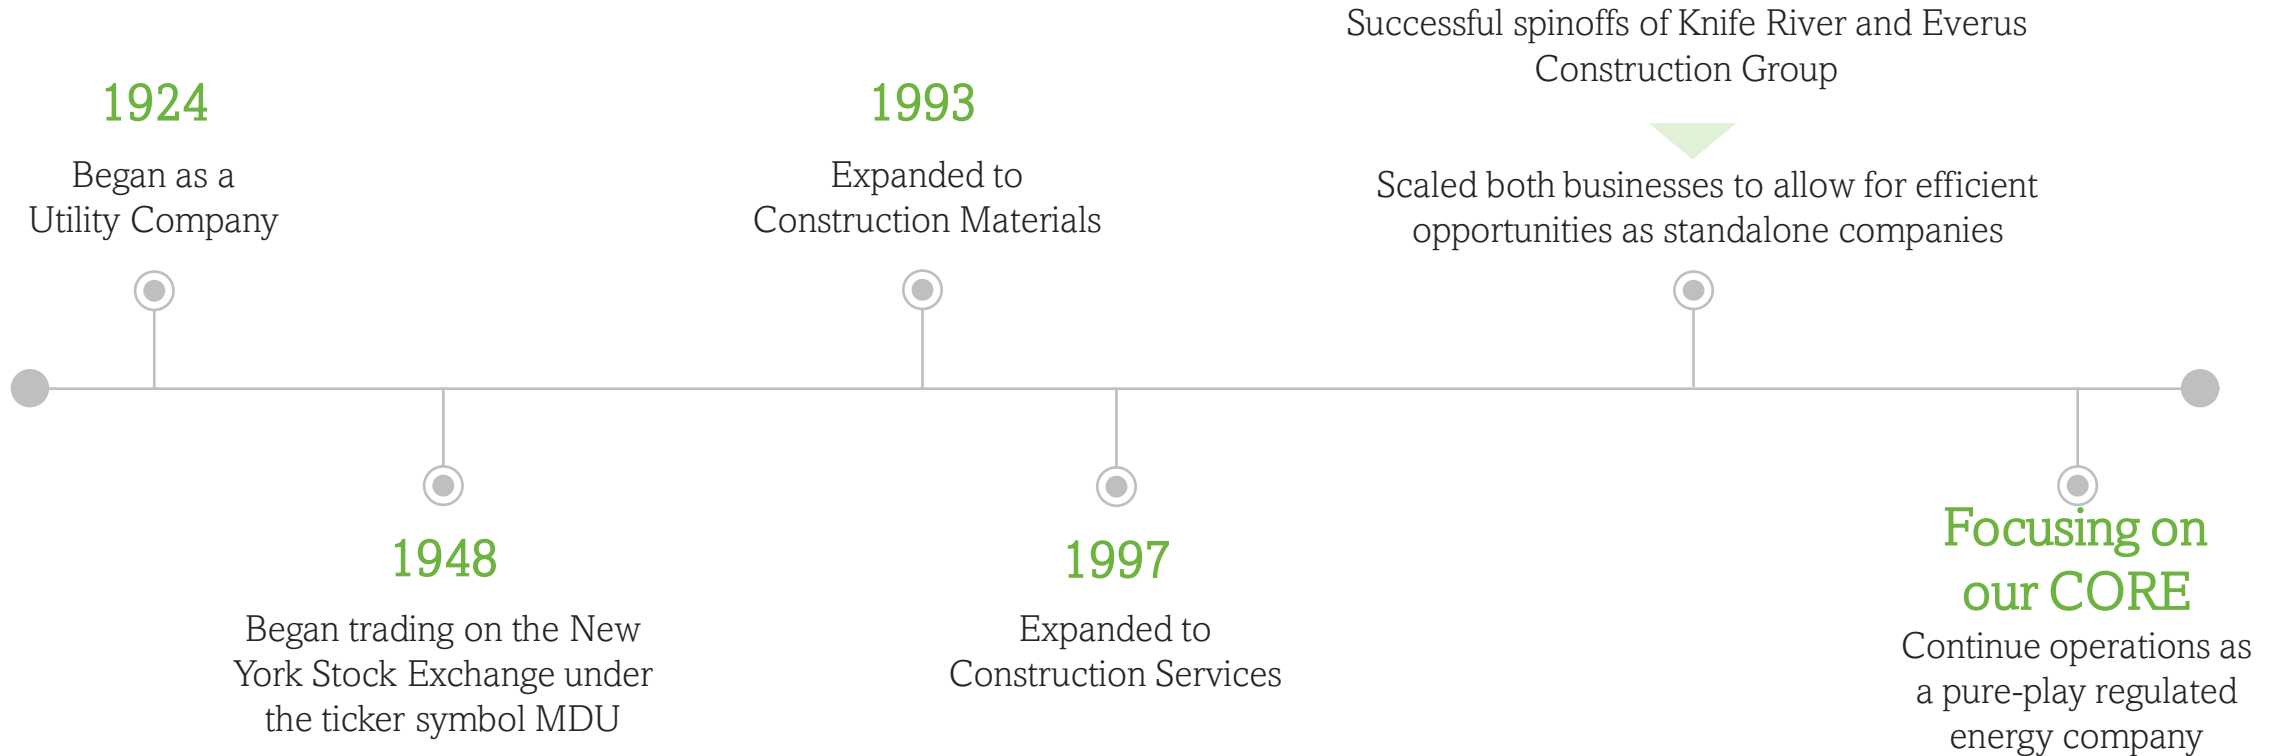 1924
Began as a
Utility Company
1948
Began trading on the New
York Stock Exchange under
the ticker symbol MDU
1993
Expanded to
Construction Materials
1997
Expanded to
Construction Services
Successful spinoffs of Knife River and Everus
Construction Group
Scaled both businesses to allow for efficient
opportunities as standalone companies
Focusing on
our CORE
Continue operations as
a pure-play regulated
energy company